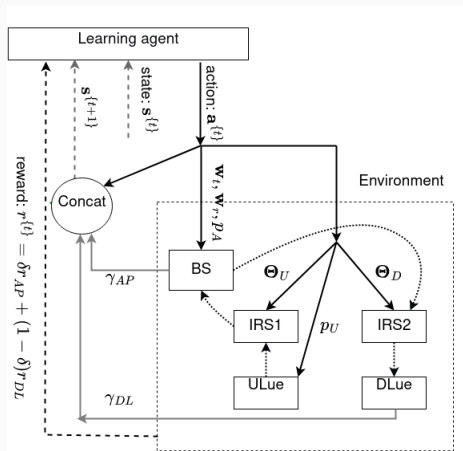 Learning agent
s^{t+1}
state: s^{t}
action: a^{t}
Concat
w_t, w_r, p_A
Environment
reward: r^{t} = δr_{AP} + (1 − δ)r_{DL}
BS
γ_{AP}
Θ_U
Θ_D
IRS1
p_U
IRS2
ULue
DLue
γ_{DL}